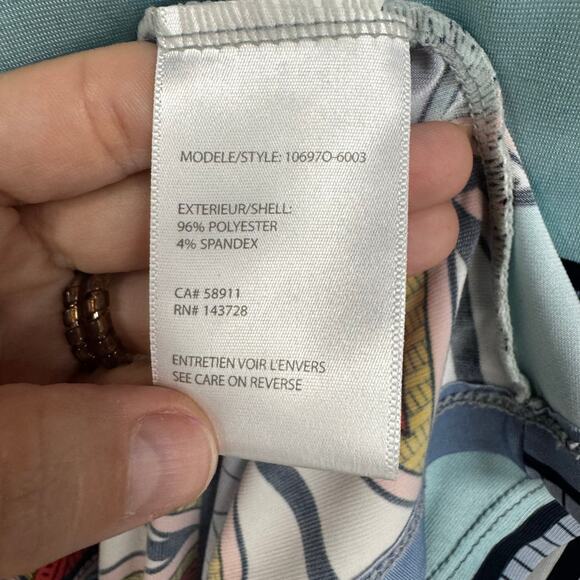 MODELE/STYLE: 10697O-6003
EXTERIEUR/SHELL:
96% POLYESTER
4% SPANDEX
CA# 58911
RN# 143728
ENTRETIEN VOIR L'ENVERS
SEE CARE ON REVERSE